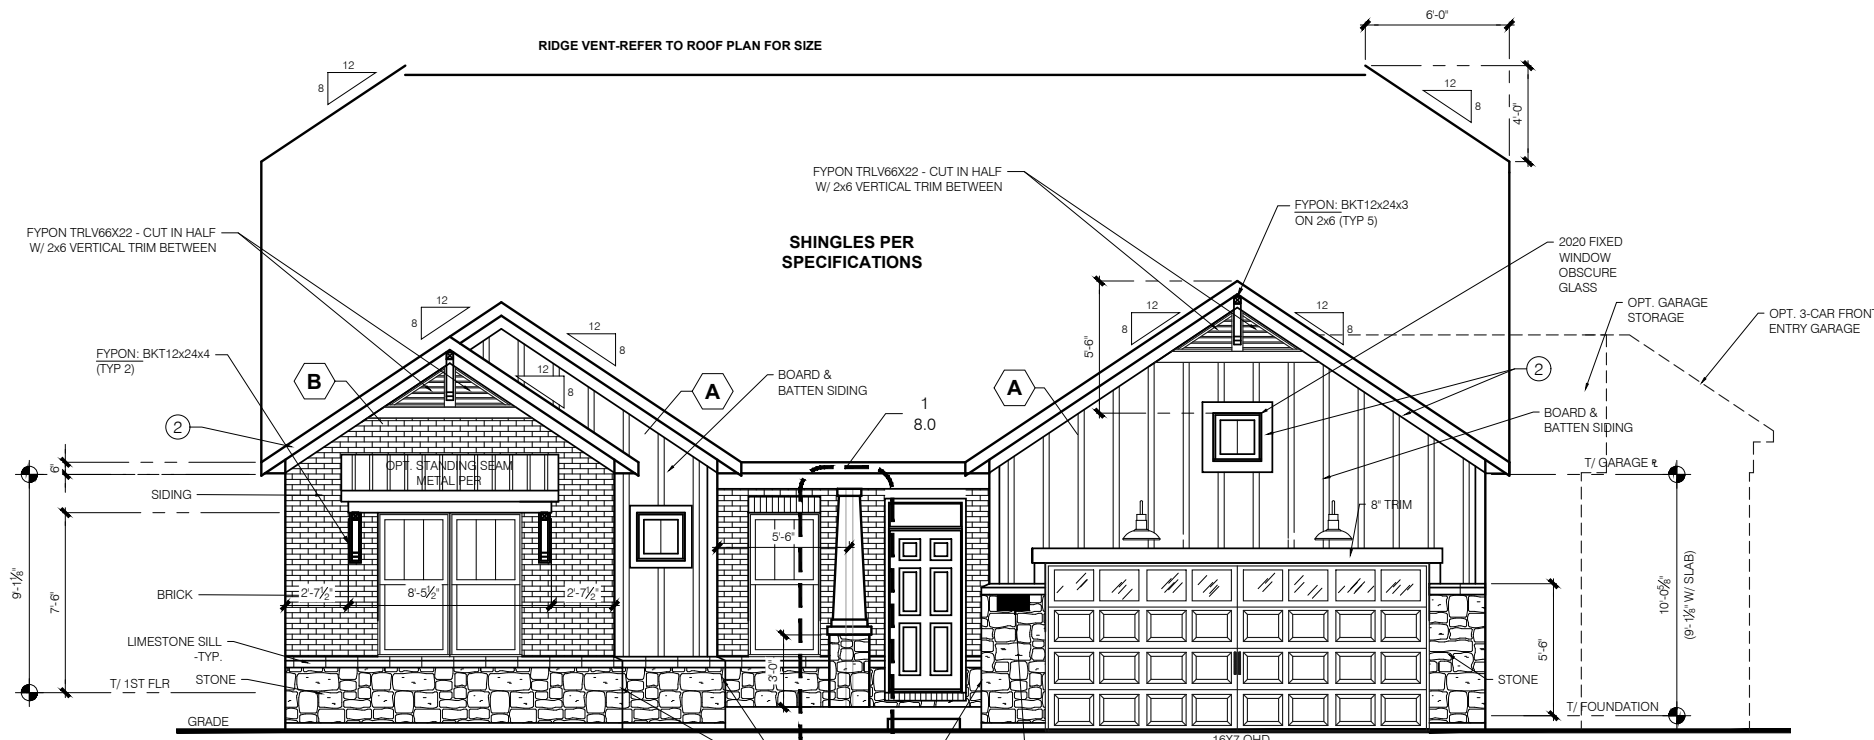 6'-0"
RIDGE VENT-REFER TO ROOF PLAN FOR SIZE
12
8
12
8
4'-0"
FYPON TRLV66X22 - CUT IN HALF
W/ 2x6 VERTICAL TRIM BETWEEN
FYPON: BKT12x24x3
ON 2x6 (TYP 5)
FYPON TRLV66X22 - CUT IN HALF
W/ 2x6 VERTICAL TRIM BETWEEN
SHINGLES PER
SPECIFICATIONS
2020 FIXED
WINDOW
OBSCURE
GLASS
OPT. GARAGE
STORAGE
OPT. 3-CAR FRON
ENTRY GARAGE
12
8
12
8
12
8
12
8
12
8
5'-6"
FYPON: BKT12x24x4
(TYP 2)
B
A
BOARD &
BATTEN SIDING
A
2
1
8.0
BOARD &
BATTEN SIDING
2
6"
OPT. STANDING SEAM
METAL PER
T/ GARAGE ℄
SIDING
8" TRIM
5'-6"
9'-1⅛"
7'-6"
BRICK
2'-7½"
8'-5½"
2'-7½"
10'-0⅝"
(9'-1⅛" W/ SLAB)
LIMESTONE SILL
-TYP.
3'-0"
5'-6"
T/ 1ST FLR
STONE
STONE
T/ FOUNDATION
GRADE
16X7 OHD